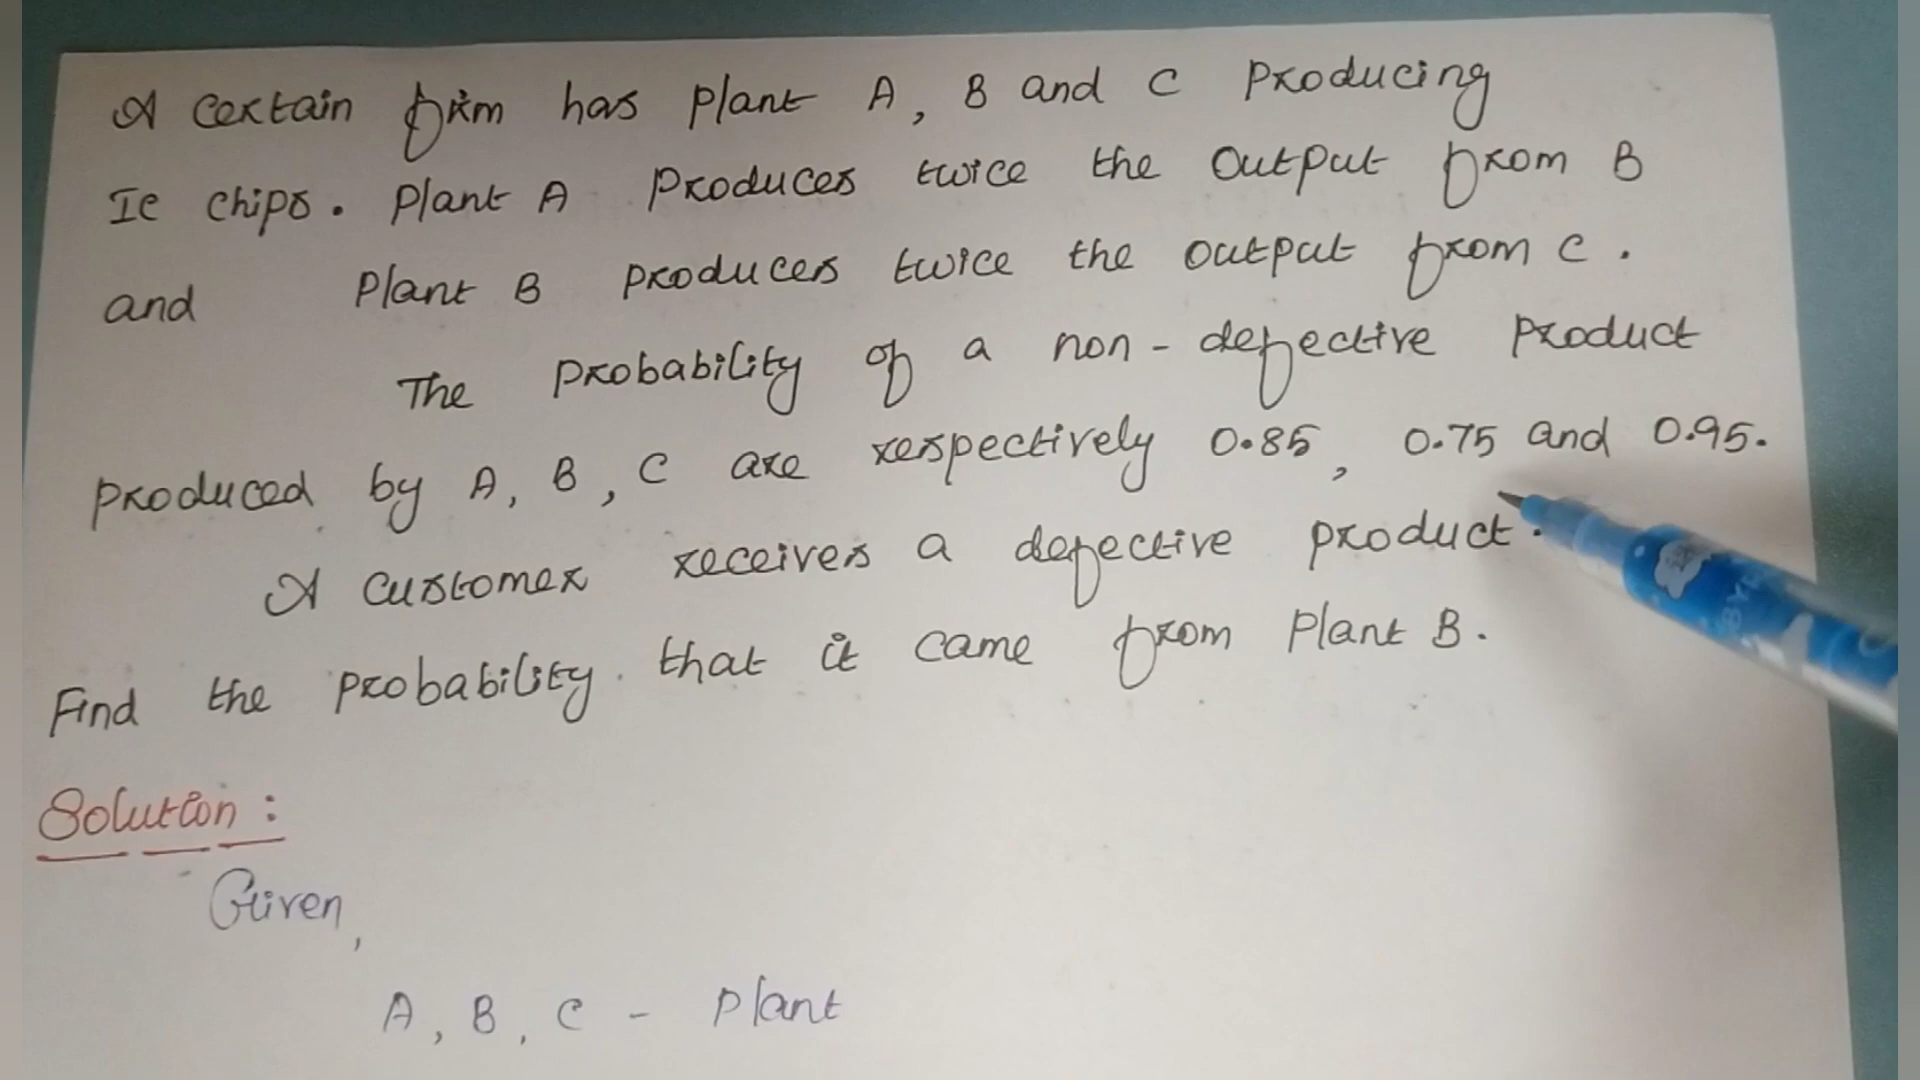 A certain firm has plant A, B and C producing
IC chips. Plant A produces twice the output from B
and Plant B produces twice the output from C.
The probability of a non-defective product
produced by A, B, C are respectively 0.85, 0.75 and 0.95.
A customer receives a defective product.
Find the probability that it came from plant B.
Solution:
Given,
A, B, C - plant